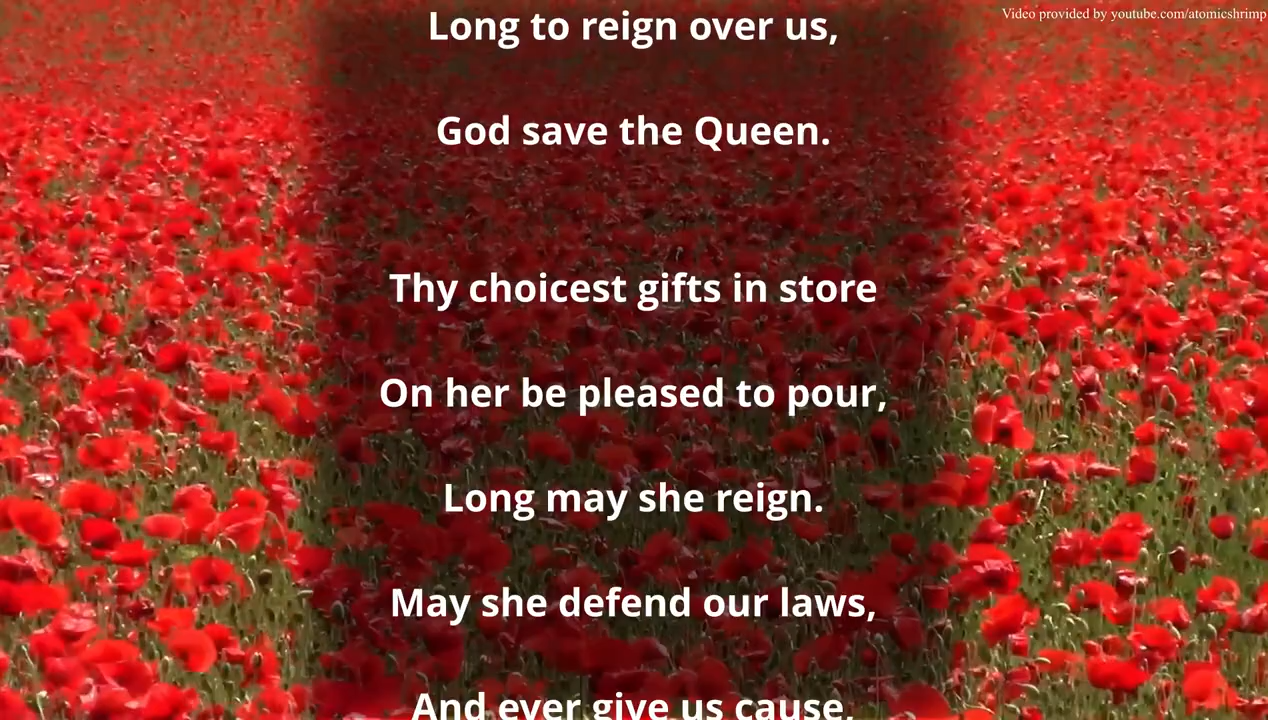 Video provided by youtube.com/atomicshrimp
Long to reign over us,
God save the Queen.
Thy choicest gifts in store
On her be pleased to pour,
Long may she reign.
May she defend our laws,
And ever give us cause,